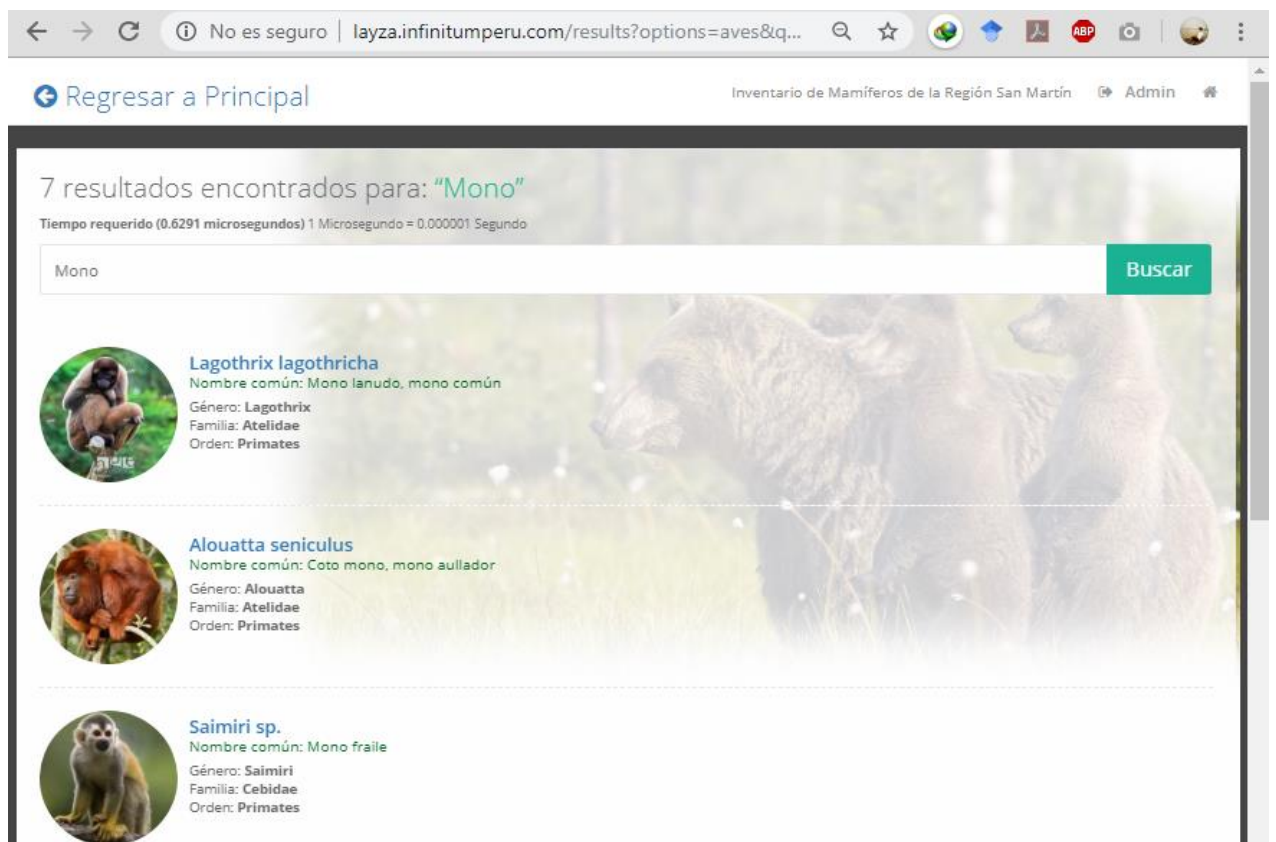 No es seguro | layza.infinitumperu.com/results?options=aves&q...
ABP
Regresar a Principal
Inventario de Mamíferos de la Región San Martín
Admin
7 resultados encontrados para: “Mono”
Tiempo requerido (0.6291 microsegundos) 1 Microsegundo = 0.000001 Segundo
Mono
Buscar
Lagothrix lagothricha
Nombre común: Mono lanudo, mono común
Género: Lagothrix
Familia: Atelidae
Orden: Primates
Alouatta seniculus
Nombre común: Coto mono, mono aullador
Género: Alouatta
Familia: Atelidae
Orden: Primates
Saimiri sp.
Nombre común: Mono fraile
Género: Saimiri
Familia: Cebidae
Orden: Primates